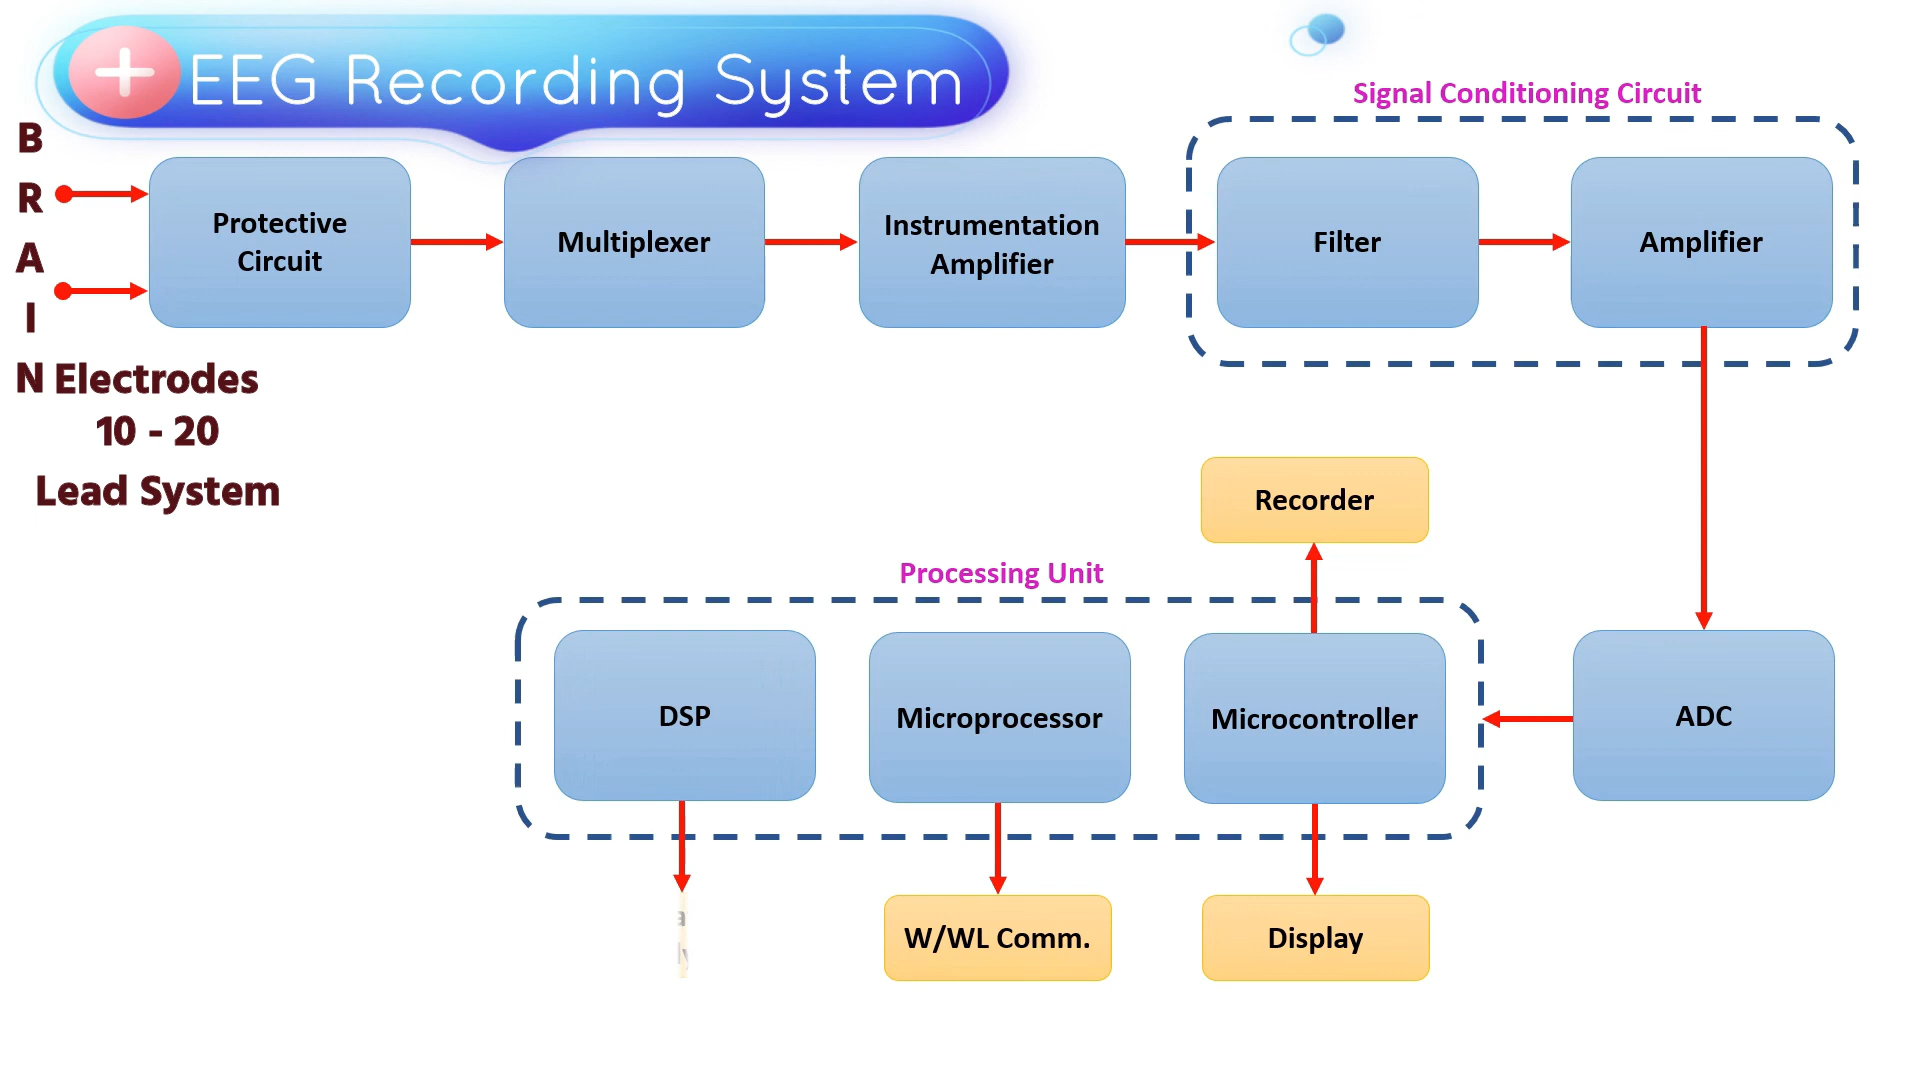 EEG Recording System
Signal Conditioning Circuit
B
R
A
I
N
Electrodes
10 - 20
Lead System
Protective
Circuit
Multiplexer
Instrumentation
Amplifier
Filter
Amplifier
Recorder
Processing Unit
DSP
Microprocessor
Microcontroller
ADC
W/WL Comm.
Display